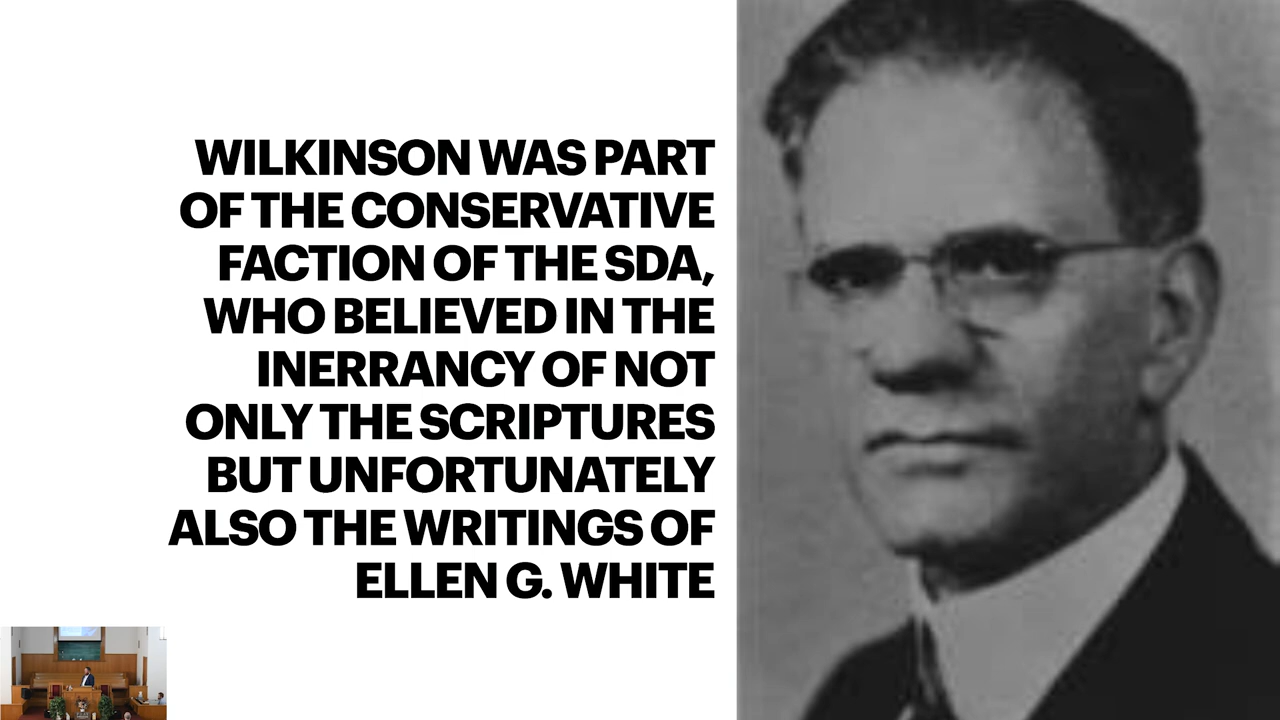 WILKINSON WAS PART
OF THE CONSERVATIVE
FACTION OF THE SDA,
WHO BELIEVED IN THE
INERRANCY OF NOT
ONLY THE SCRIPTURES
BUT UNFORTUNATELY
ALSO THE WRITINGS OF
ELLEN G. WHITE